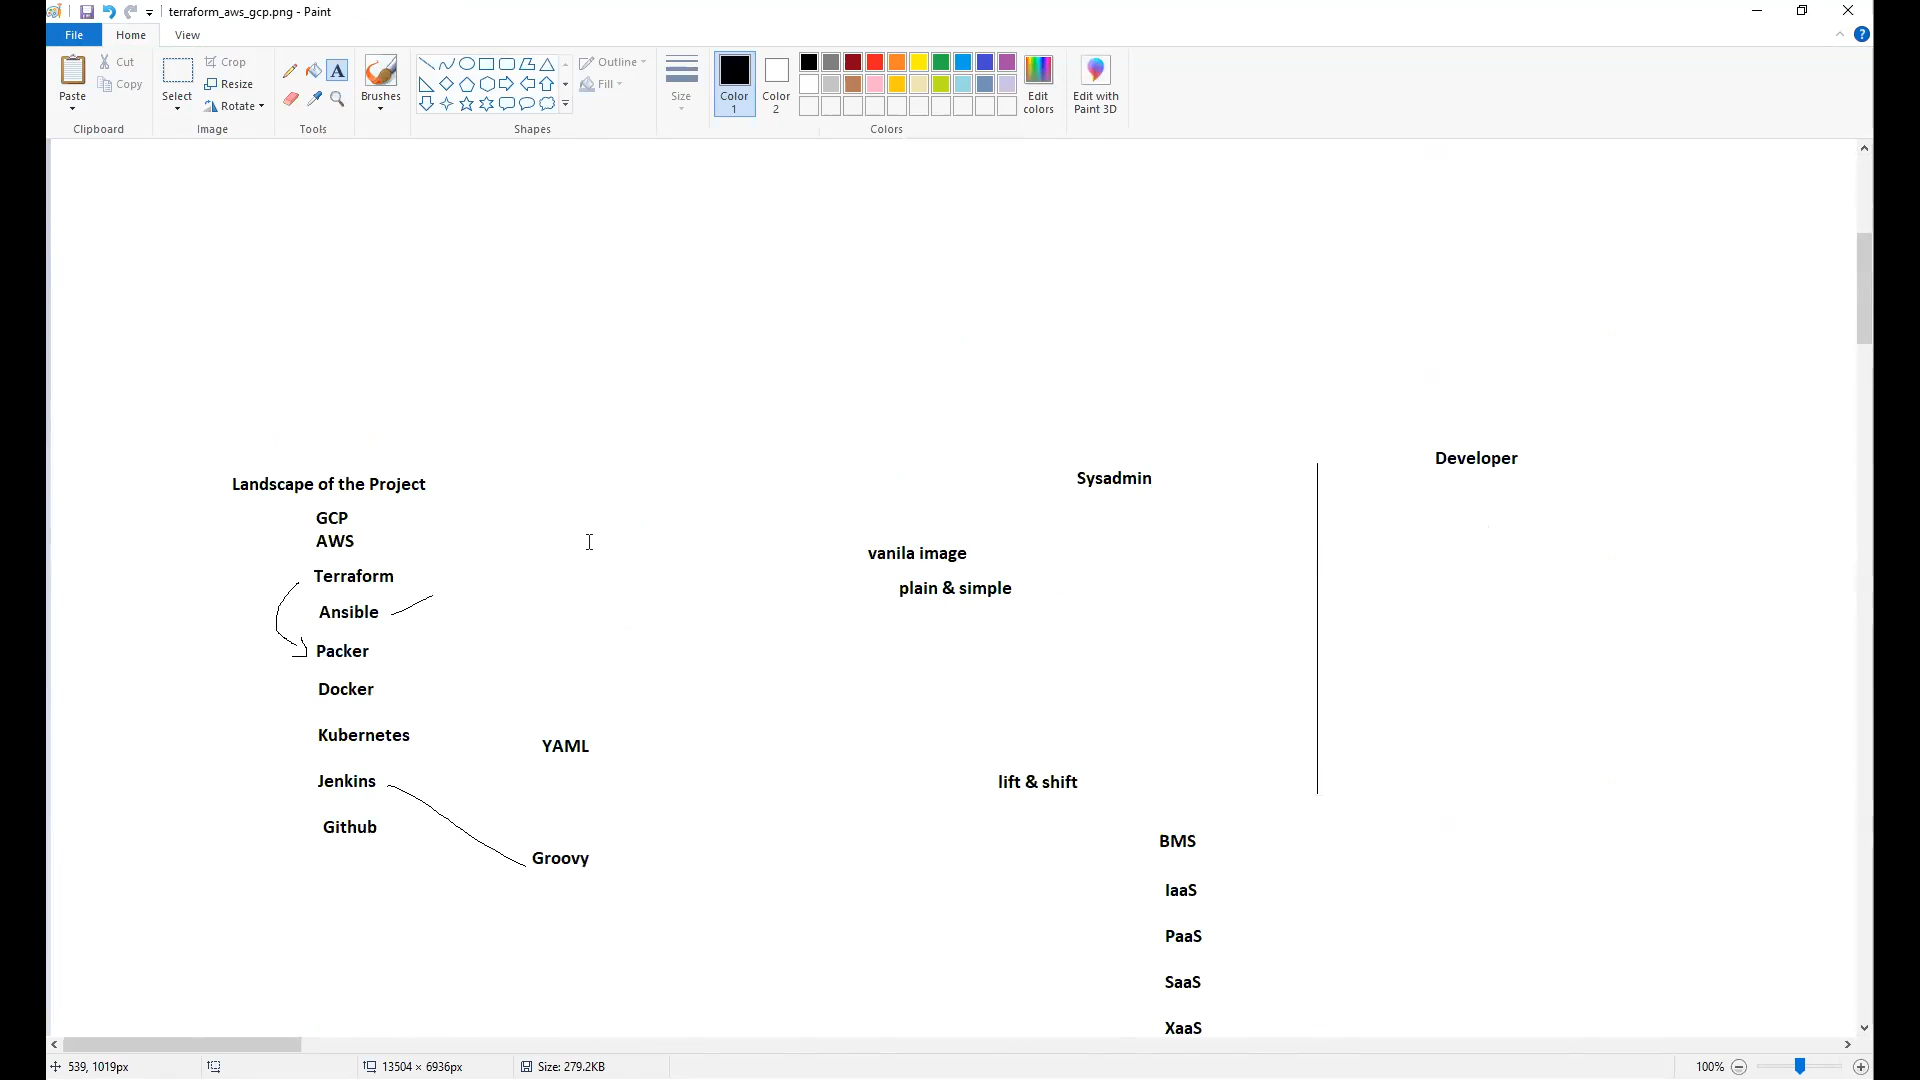 terraform_aws_gcp.png - Paint
File
Home
View
Paste
Cut
Copy
Clipboard
Select
Crop
Resize
Rotate
Image
Tools
Brushes
Shapes
Outline
Fill
Size
Color 1
Color 2
Edit colors
Edit with Paint 3D
Colors
Landscape of the Project
GCP
AWS
Terraform
Ansible
Packer
Docker
Kubernetes
Jenkins
Github
YAML
Groovy
Sysadmin
Developer
vanila image
plain & simple
lift & shift
BMS
IaaS
PaaS
SaaS
XaaS
539, 1019px
13504 × 6936px
Size: 279.2KB
100%